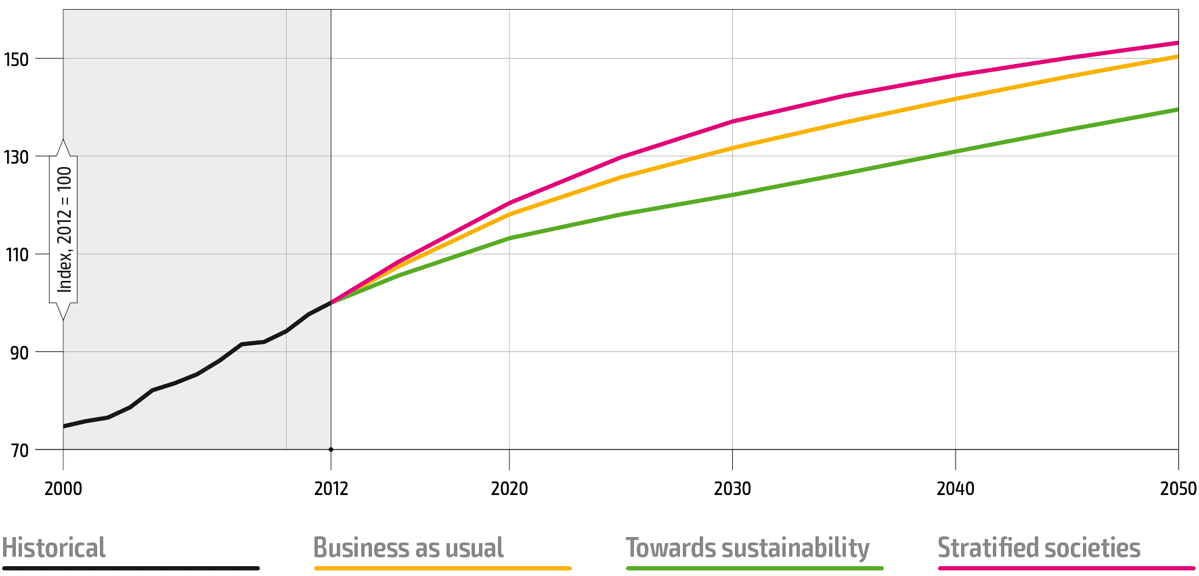 150
130
110
90
70
Index, 2012 = 100
2000 2012 2020 2030 2040 2050
Historical Business as usual Towards sustainability Stratified societies